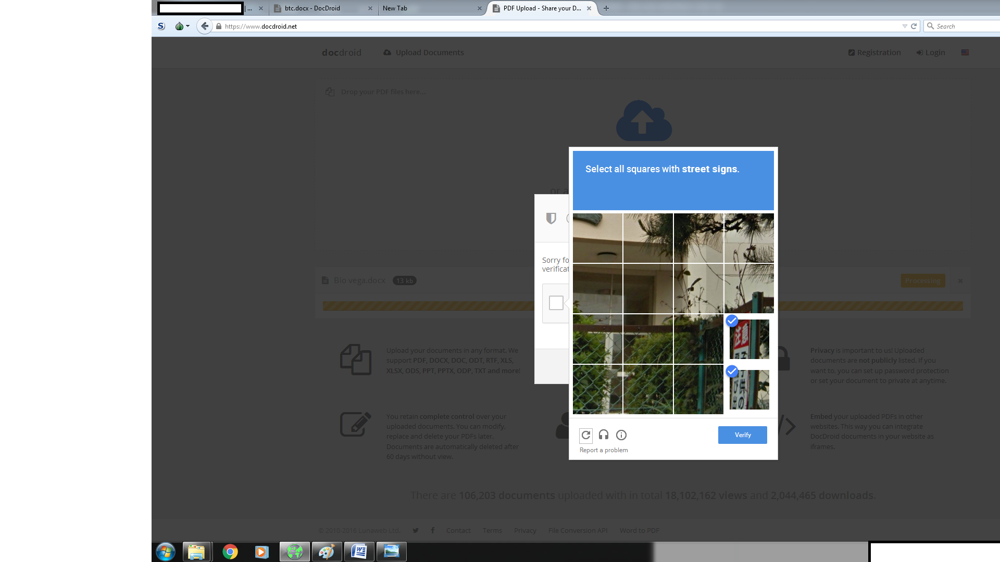 | ...
btc.docx - DocDroid
New Tab
PDF Upload - Share your D...
S
https://www.docdroid.net
Search
docdroid
Upload Documents
Registration
Login
Drop your PDF files here...
or a
Select all squares with street signs.
Sorry fo
verificat
Bio vega.docx
13 kb
Processing
注意
Upload your documents in any format. We
support PDF, DOCX, DOC, ODT, RTF, XLS,
XLSX, ODS, PPT, PPTX, ODP, TXT and more!
Privacy is important to us! Uploaded
documents are not publicly listed. If you
want to, you can set up password protection
or set your document to private at anytime.
You retain complete control over your
uploaded documents. You can modify,
replace and delete your PDFs later.
Documents are automatically deleted after
60 days without view.
Embed your uploaded PDFs in other
websites. This way you can integrate
DocDroid documents in your website as
iframes.
Verify
Report a problem
There are 106,203 documents uploaded with in total 18,102,162 views and 2,044,465 downloads.
© 2010-2016 Lunaweb Ltd.
Contact
Terms
Privacy
File Conversion API
Word to PDF